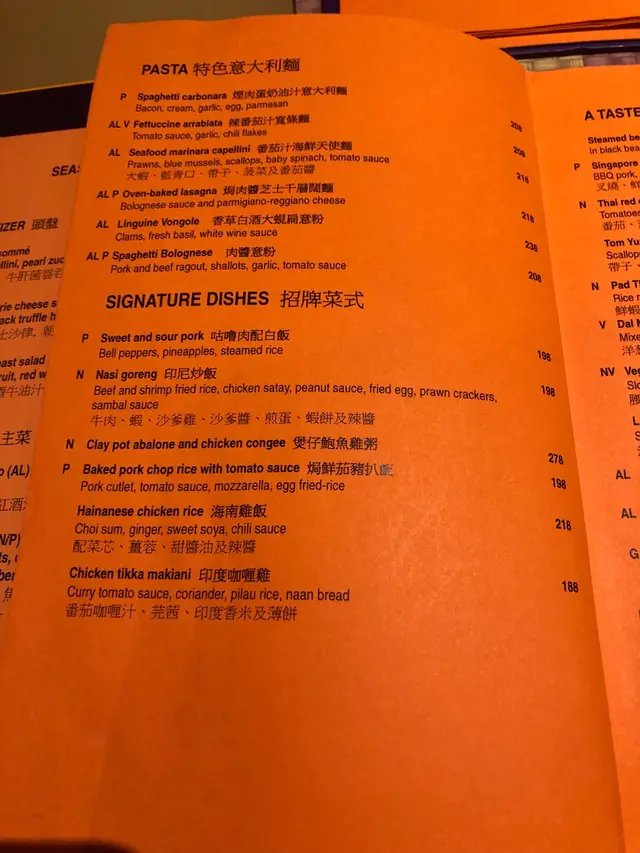 PASTA 特色意大利麵
P Spaghetti carbonara 煙肉蛋奶油汁意大利麵
Bacon, cream, garlic, egg, parmesan
208
AL V Fettuccine arrabiata 辣番茄汁寬條麵
Tomato sauce, garlic, chili flakes
208
AL Seafood marinara capellini 番茄汁海鮮天使麵
Prawns, blue mussels, scallops, baby spinach, tomato sauce
大蝦、藍青口、帶子、菠菜及番茄醬
218
AL P Oven-baked lasagna 焗肉醬芝士千層闊麵
Bolognese sauce and parmigiano-reggiano cheese
218
AL Linguine Vongole 香草白酒大蜆扁意粉
Clams, fresh basil, white wine sauce
238
AL P Spaghetti Bolognese 肉醬意粉
Pork and beef ragout, shallots, garlic, tomato sauce
208
SIGNATURE DISHES 招牌菜式
P Sweet and sour pork 咕嚕肉配白飯
Bell peppers, pineapples, steamed rice
198
N Nasi goreng 印尼炒飯
Beef and shrimp fried rice, chicken satay, peanut sauce, fried egg, prawn crackers, 198
sambal sauce
牛肉、蝦、沙爹雞、沙爹醬、煎蛋、蝦餅及辣醬
N Clay pot abalone and chicken congee 煲仔鮑魚雞粥
278
P Baked pork chop rice with tomato sauce 焗鮮茄豬扒飯
Pork cutlet, tomato sauce, mozzarella, egg fried-rice 198
Hainanese chicken rice 海南雞飯
Choi sum, ginger, sweet soya, chili sauce 218
配菜芯、薑蓉、甜醬油及辣醬
Chicken tikka makiani 印度咖喱雞
Curry tomato sauce, coriander, pilau rice, naan bread 188
番茄咖喱汁、芫茜、印度香米及薄餅
A TASTE
Steamed
In black
P Singapore
BBQ pork,
叉燒、
N Thai red
番茄、
Tom Yu
帶子、
N Pad T
Rice
鮮蝦
V Dal
NV
AL
AL
IZER 頭盤
主菜
(AL)
N/P)